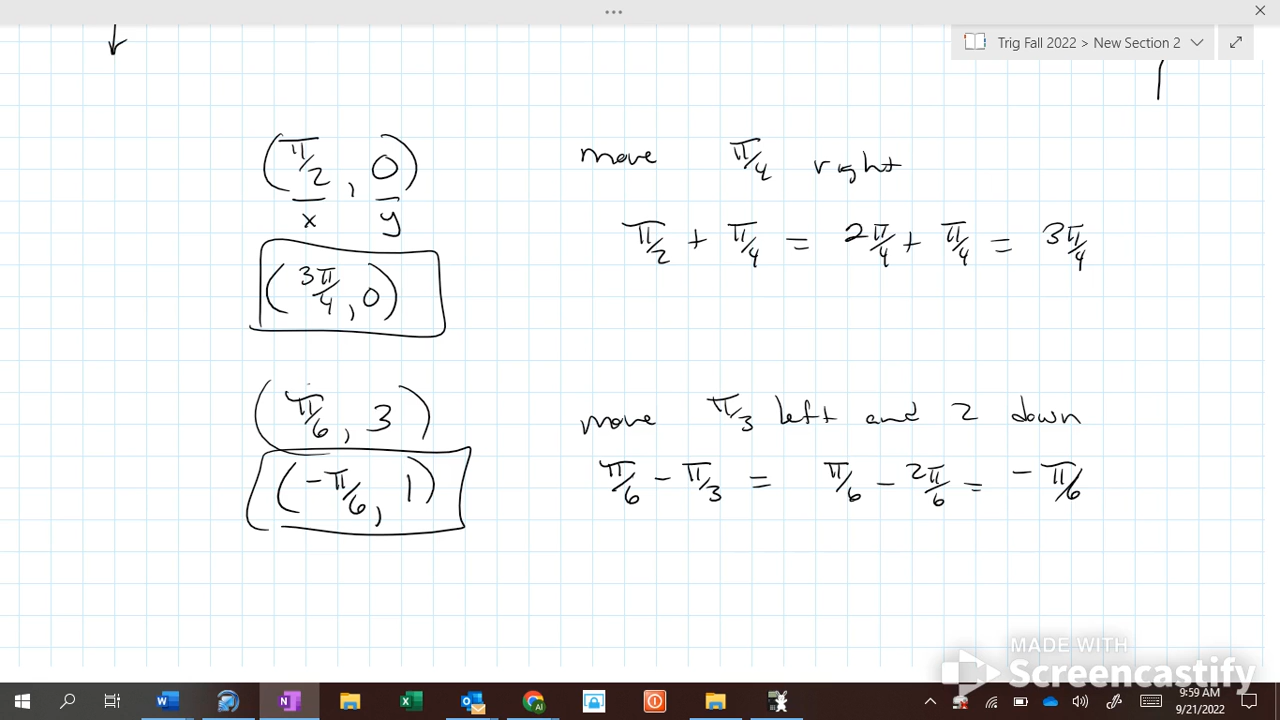 Trig Fall 2022 > New Section 2
(π/2, 0) move π/4 right
x y
π/2 + π/4 = 2π/4 + π/4 = 3π/4
(3π/4, 0)
(π/6, 3) move π/3 left and 2 down
(-π/6, 1) π/6 - π/3 = π/6 - 2π/6 = -π/6
MADE WITH
Screencastify
9:59 AM
9/21/2022